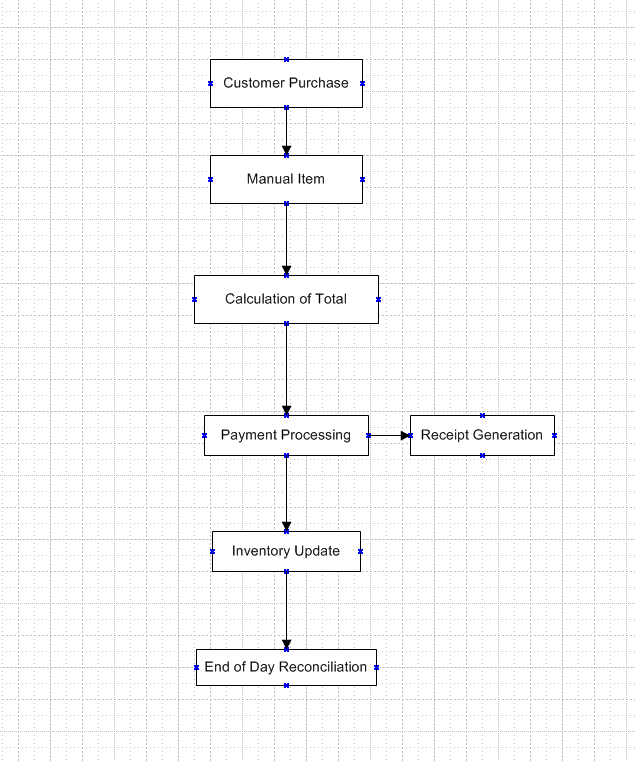 Customer Purchase
Manual Item
Calculation of Total
Payment Processing
Receipt Generation
Inventory Update
End of Day Reconciliation